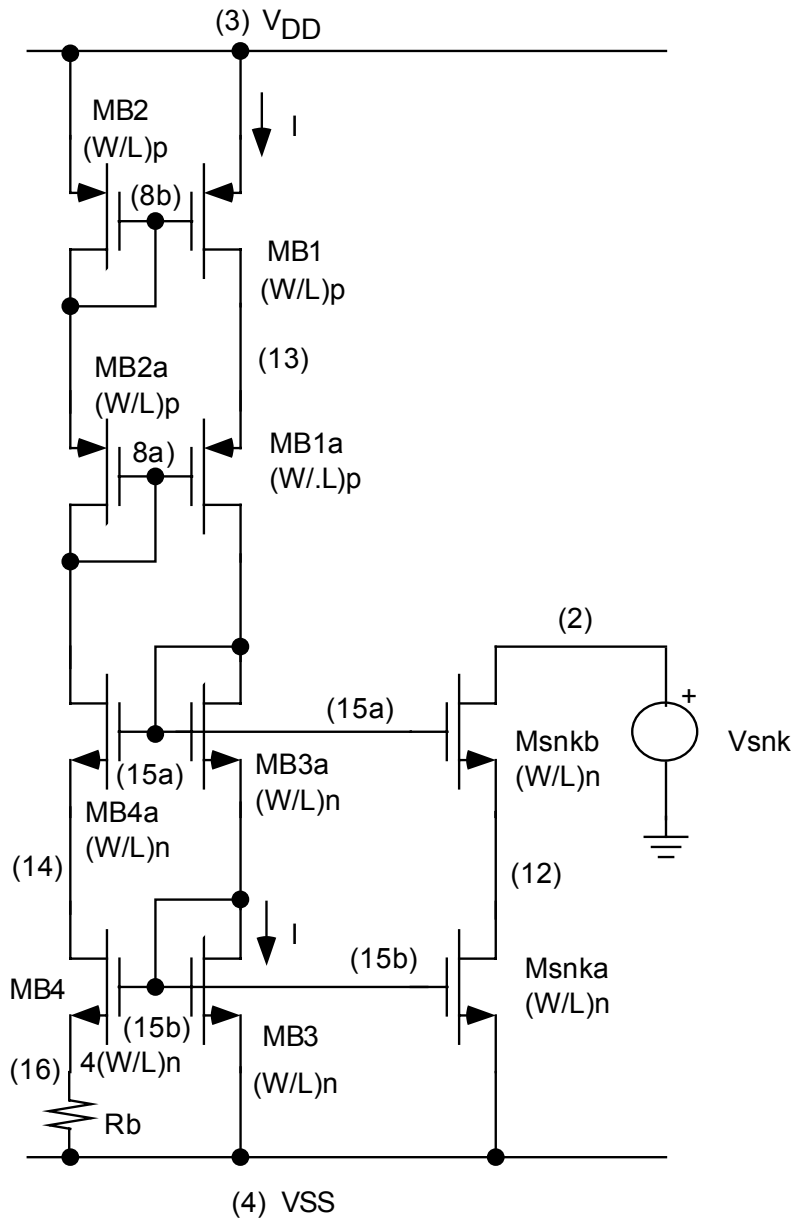 (3) VDD
MB2
(W/L)p
I
(8b)
MB1
(W/L)p
(13)
MB2a
(W/L)p
8a)
MB1a
(W/.L)p
(2)
(15a)
+
Vsnk
Msnkb
(W/L)n
(15a)
MB3a
(W/L)n
MB4a
(W/L)n
(14)
(12)
I
(15b)
Msnka
(W/L)n
MB4
(15b)
MB3
(W/L)n
4(W/L)n
(16)
Rb
(4) VSS